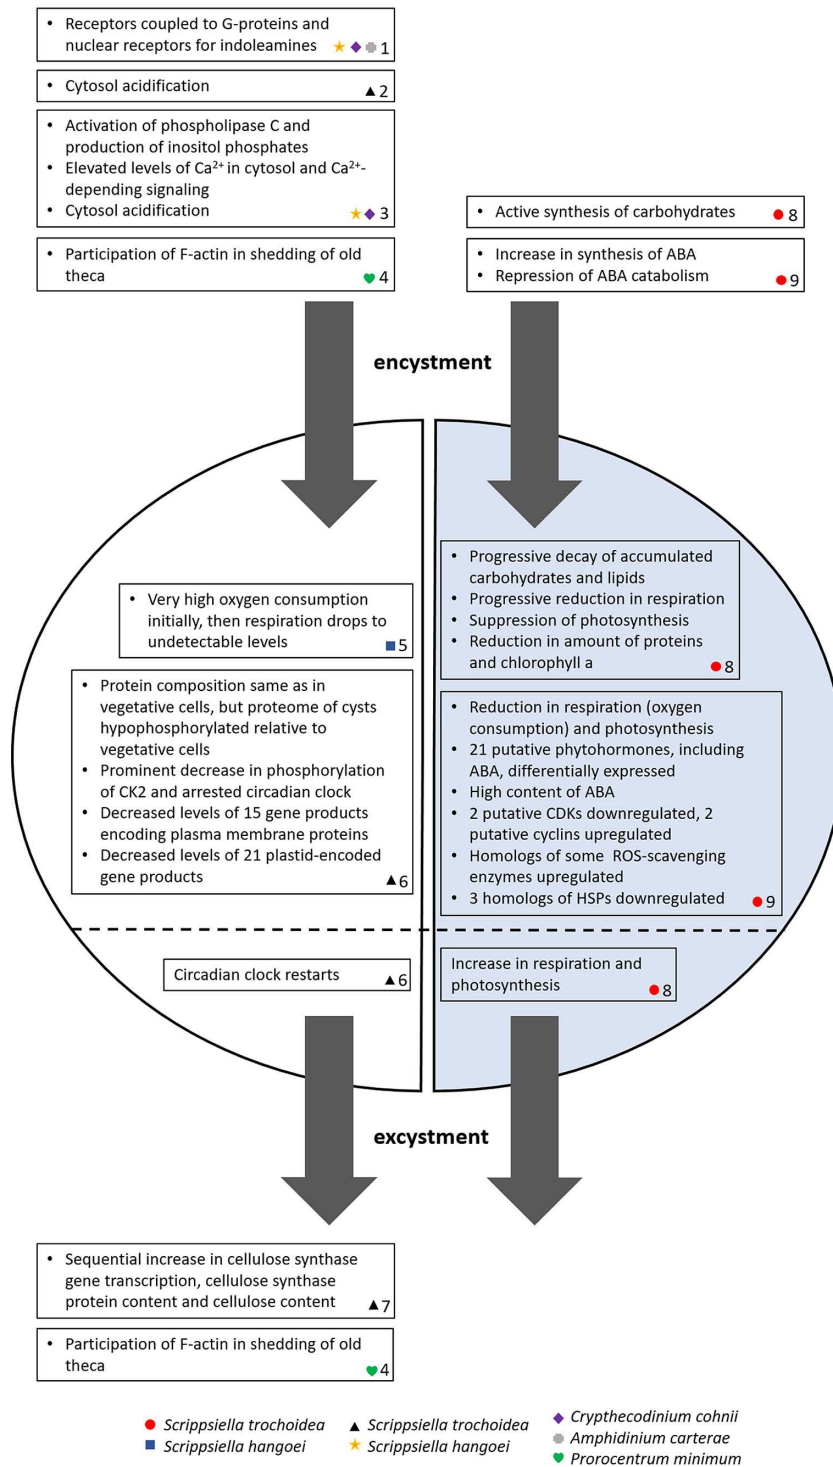 • Receptors coupled to G-proteins and
nuclear receptors for indoleamines
1
• Cytosol acidification
2
• Activation of phospholipase C and
production of inositol phosphates
• Elevated levels of Ca²⁺ in cytosol and Ca²⁺-
depending signaling
• Cytosol acidification
3
• Participation of F-actin in shedding of old
theca
4
• Active synthesis of carbohydrates
8
• Increase in synthesis of ABA
• Repression of ABA catabolism
9
encystment
• Very high oxygen consumption
initially, then respiration drops to
undetectable levels
5
• Protein composition same as in
vegetative cells, but proteome of cysts
hypophosphorylated relative to
vegetative cells
• Prominent decrease in phosphorylation
of CK2 and arrested circadian clock
• Decreased levels of 15 gene products
encoding plasma membrane proteins
• Decreased levels of 21 plastid-encoded
gene products
6
• Progressive decay of accumulated
carbohydrates and lipids
• Progressive reduction in respiration
• Suppression of photosynthesis
• Reduction in amount of proteins
and chlorophyll a
8
• Reduction in respiration (oxygen
consumption) and photosynthesis
• 21 putative phytohormones, including
ABA, differentially expressed
• High content of ABA
• 2 putative CDKs downregulated, 2
putative cyclins upregulated
• Homologs of some ROS-scavenging
enzymes upregulated
• 3 homologs of HSPs downregulated
9
Circadian clock restarts
6
Increase in respiration and
photosynthesis
8
excystment
• Sequential increase in cellulose synthase
gene transcription, cellulose synthase
protein content and cellulose content
7
• Participation of F-actin in shedding of old
theca
4
Scrippsiella trochoidea
Scrippsiella hangoei
Scrippsiella trochoidea
Scrippsiella hangoei
Crypthecodinium cohnii
Amphidinium carterae
Prorocentrum minimum